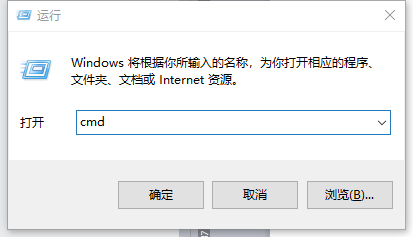 运行
Windows 将根据你所输入的名称，为你打开相应的程序、
文件夹、文档或 Internet 资源。
打开
cmd
确定 取消 浏览(B)...